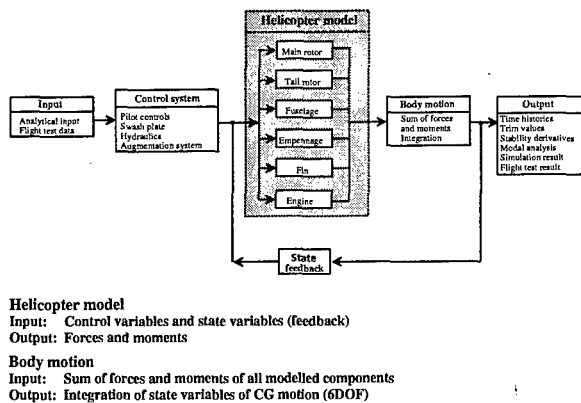 Helicopter model
Main rotor
Tail rotor
Fuselage
Empennage
Fin
Engine
Input
Analytical input
Flight test data
Control system
Pilot controls
Swash plate
Hydraulics
Augmentation system
Body motion
Sum of forces
and moments
Integration
Output
Time histories
Trim values
Stability derivatives
Modal analysis
Simulation result
Flight test result
State
feedback
Helicopter model
Input: Control variables and state variables (feedback)
Output: Forces and moments
Body motion
Input: Sum of forces and moments of all modelled components
Output: Integration of state variables of CG motion (6DOF)